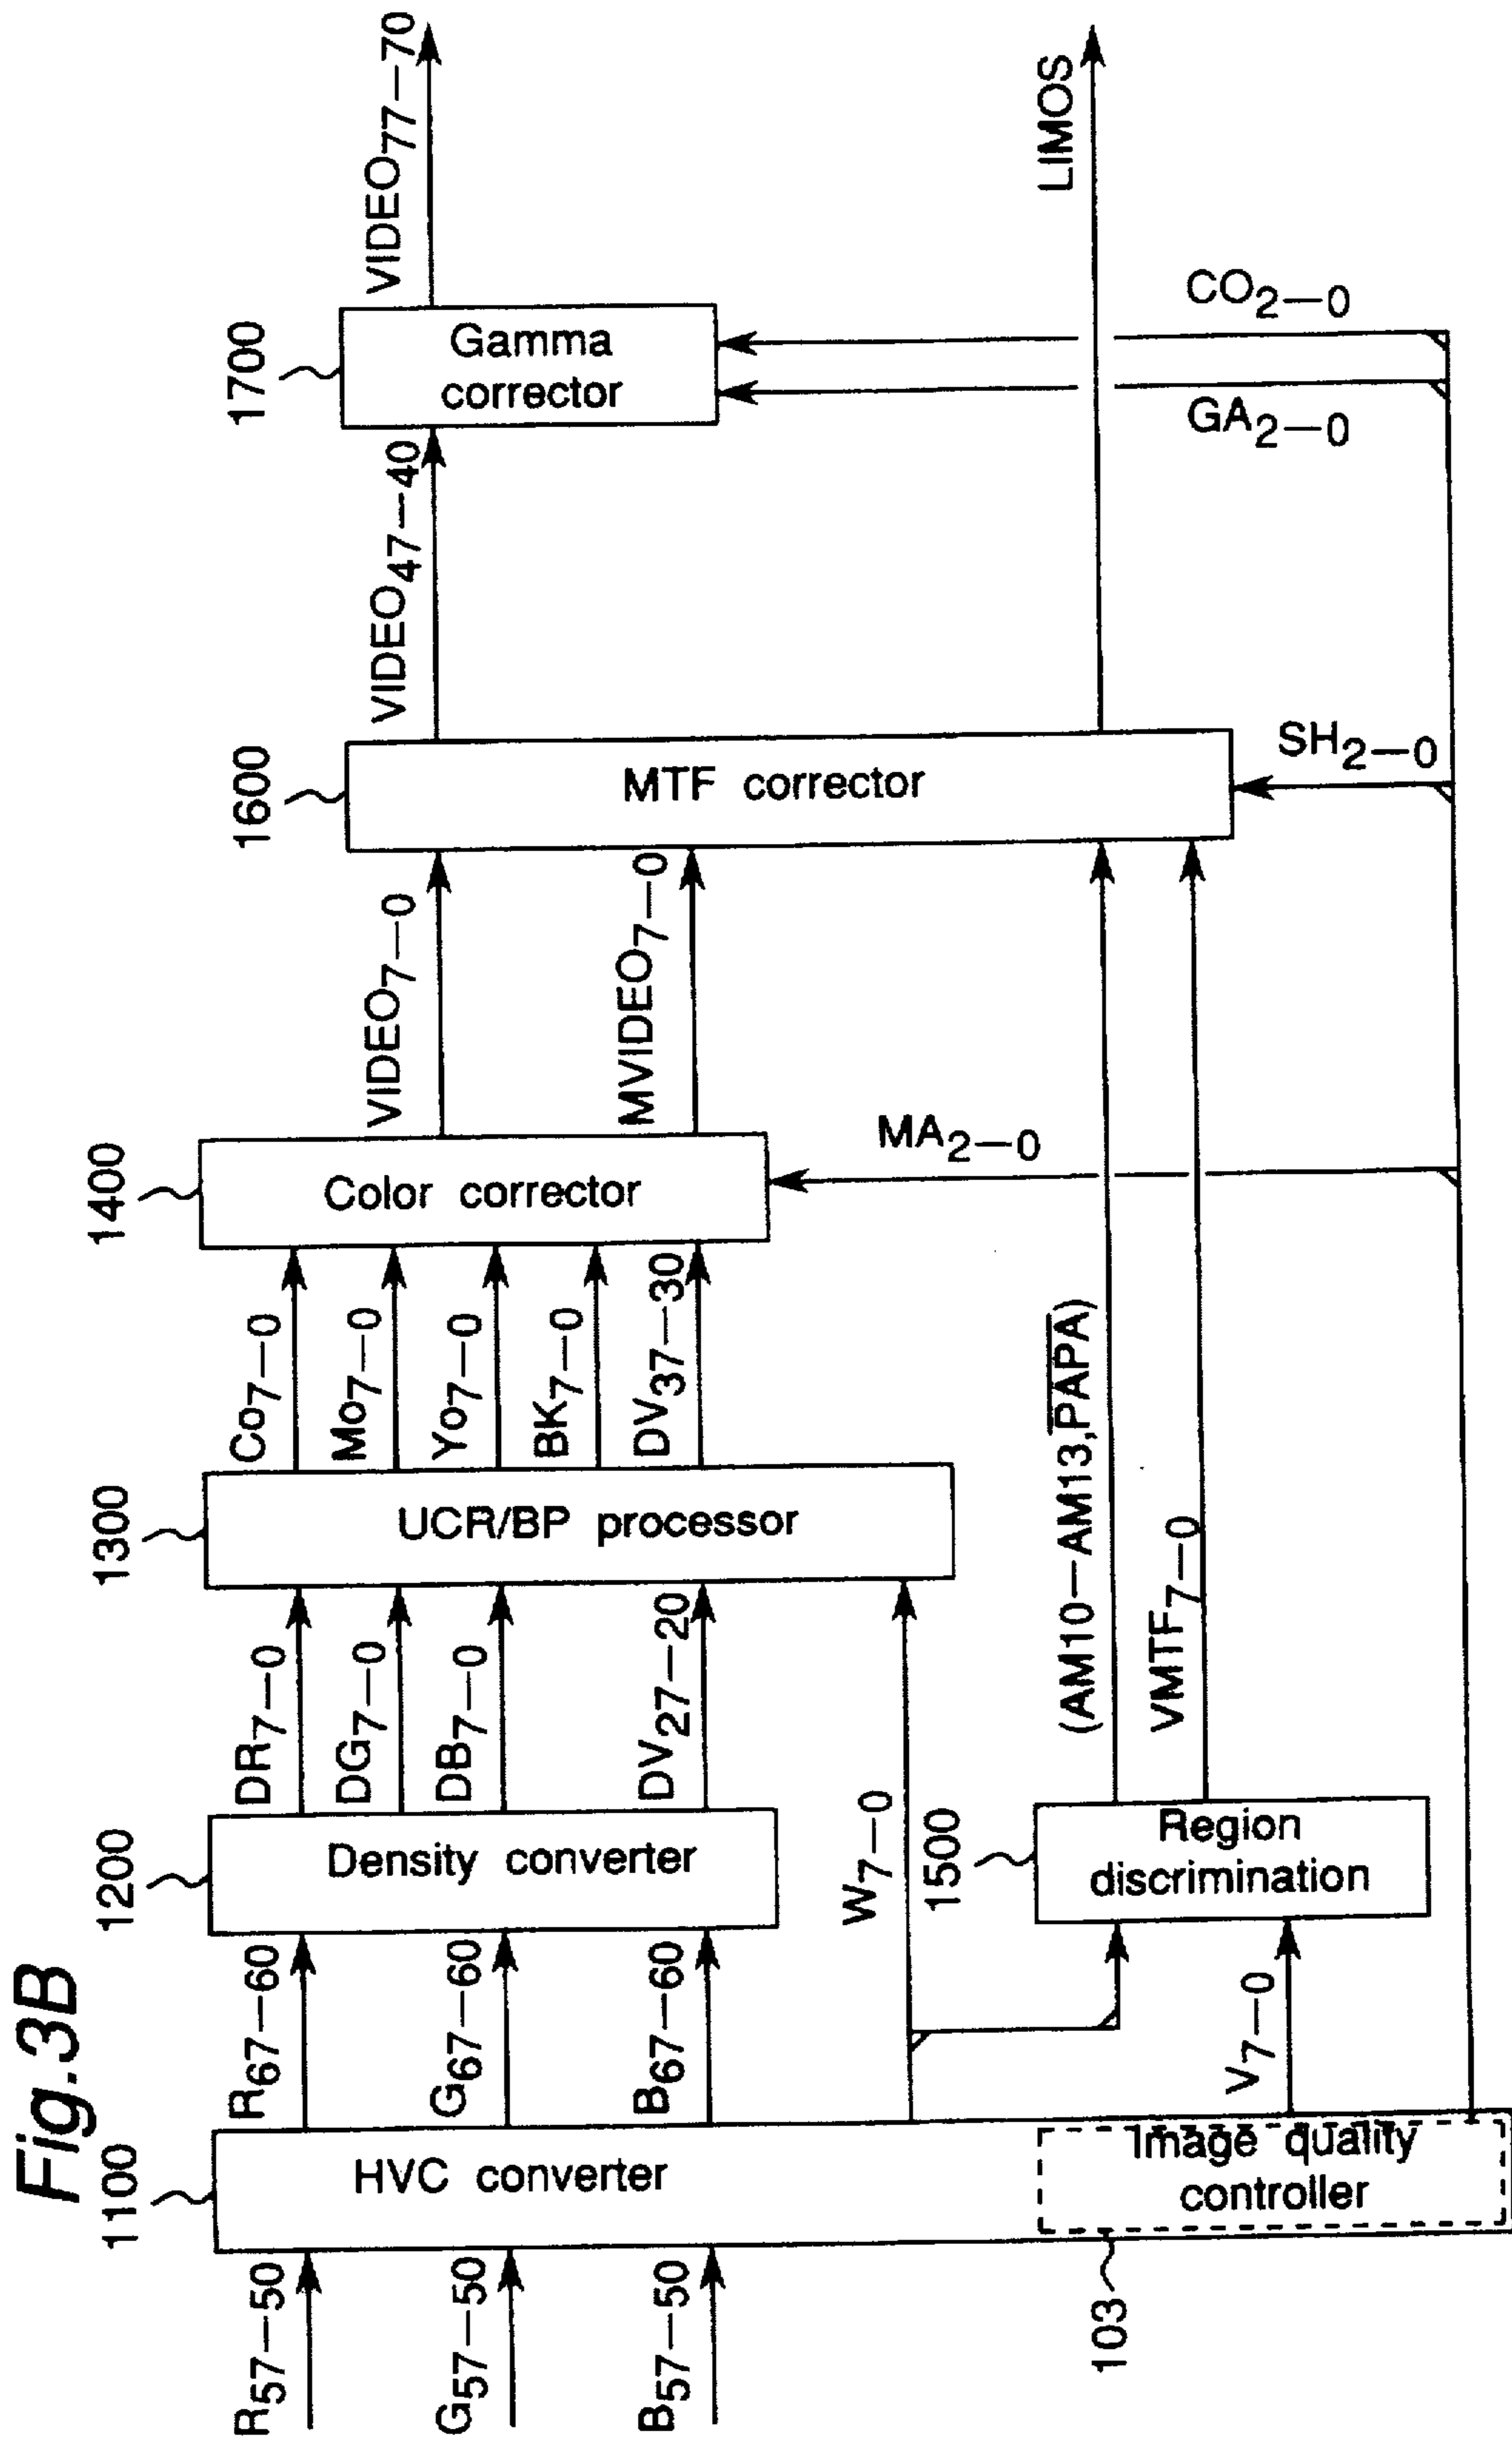 Fig.3B
R57—50
G57—50
B57—50
1100
HVC converter
103
Image quality
controller
R67—60
G67—60
B67—60
W7—0
V7—0
1200
Density converter
1500
Region
discrimination
DR7—0
DG7—0
DB7—0
DV27—20
1300
UCR/BP processor
Co7—0
Mo7—0
Yo7—0
BK7—0
DV37—30
(AM10—AM13,P̅A̅P̅A̅)
VMTF7—0
1400
Color corrector
MA2—0
VIDEO7—0
MVIDEO7—0
1600
MTF corrector
SH2—0
VIDEO47—40
1700
Gamma
corrector
GA2—0
CO2—0
VIDEO77—70
LIMOS